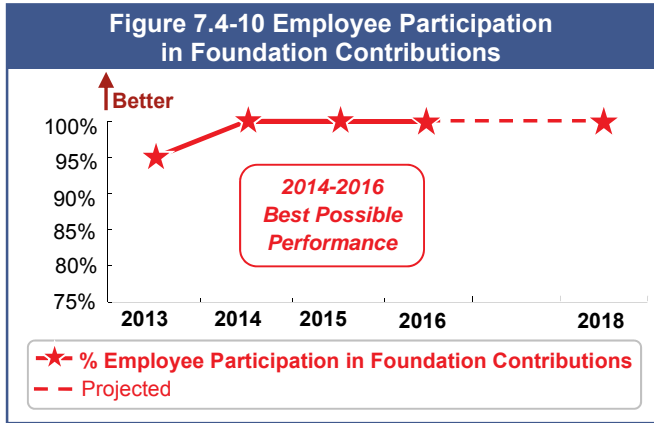 Figure 7.4-10 Employee Participation
in Foundation Contributions
Better
100%
95%
90%
85%
80%
75%
2014-2016
Best Possible
Performance
2013 2014 2015 2016 2018
% Employee Participation in Foundation Contributions
Projected